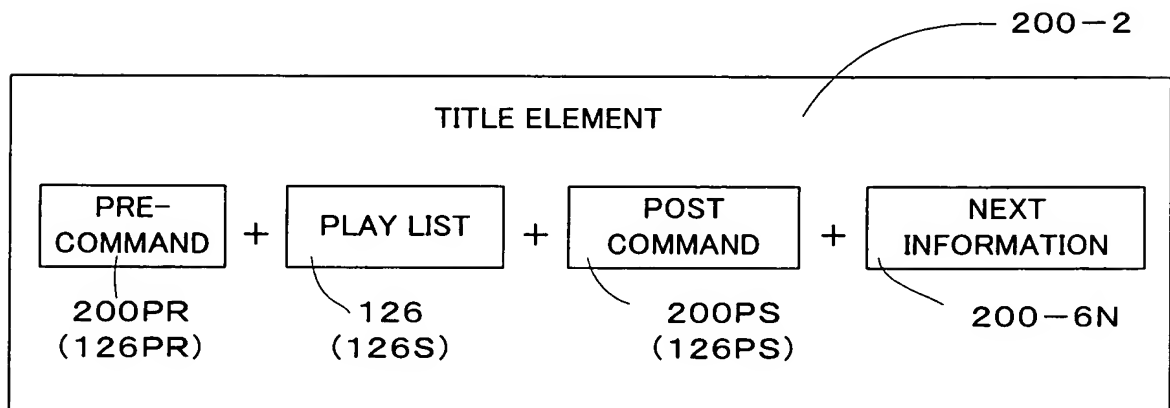 200-2
TITLE ELEMENT
PRE-
COMMAND
+
PLAY LIST
+
POST
COMMAND
+
NEXT
INFORMATION
200PR
(126PR)
126
(126S)
200PS
(126PS)
200-6N